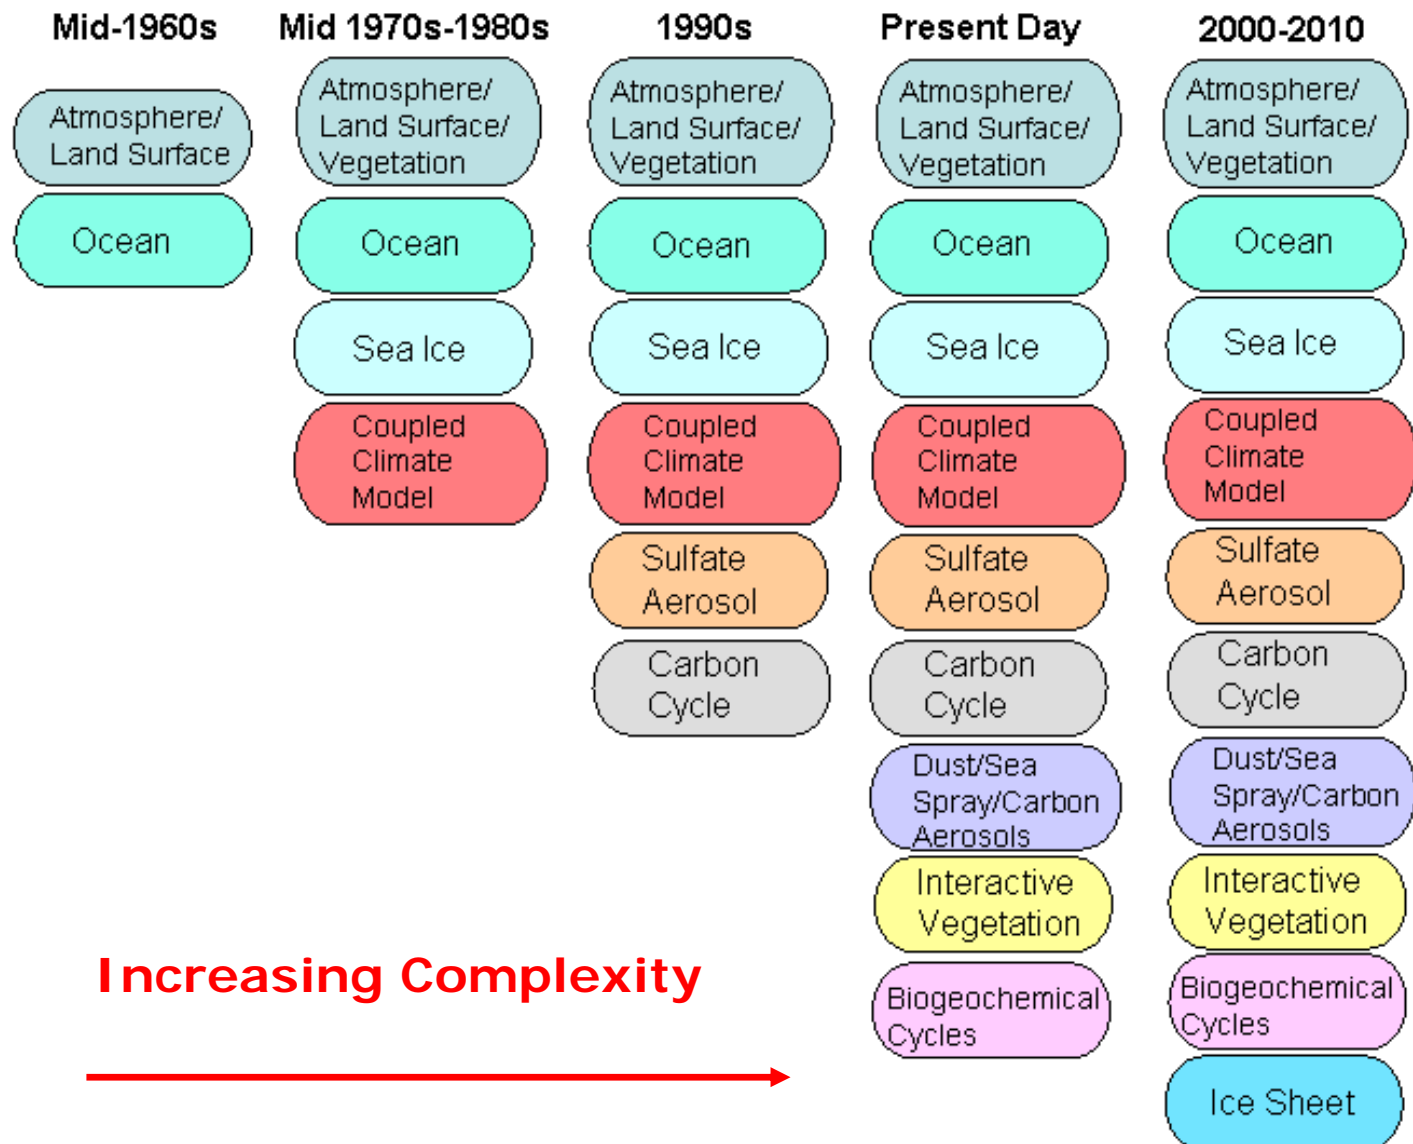 Mid-1960s
Atmosphere/
Land Surface
Ocean
Mid 1970s-1980s
Atmosphere/
Land Surface/
Vegetation
Ocean
Sea Ice
Coupled
Climate
Model
1990s
Atmosphere/
Land Surface/
Vegetation
Ocean
Sea Ice
Coupled
Climate
Model
Sulfate
Aerosol
Carbon
Cycle
Present Day
Atmosphere/
Land Surface/
Vegetation
Ocean
Sea Ice
Coupled
Climate
Model
Sulfate
Aerosol
Carbon
Cycle
Dust/Sea
Spray/Carbon
Aerosols
Interactive
Vegetation
Biogeochemical
Cycles
2000-2010
Atmosphere/
Land Surface/
Vegetation
Ocean
Sea Ice
Coupled
Climate
Model
Sulfate
Aerosol
Carbon
Cycle
Dust/Sea
Spray/Carbon
Aerosols
Interactive
Vegetation
Biogeochemical
Cycles
Ice Sheet
Increasing Complexity